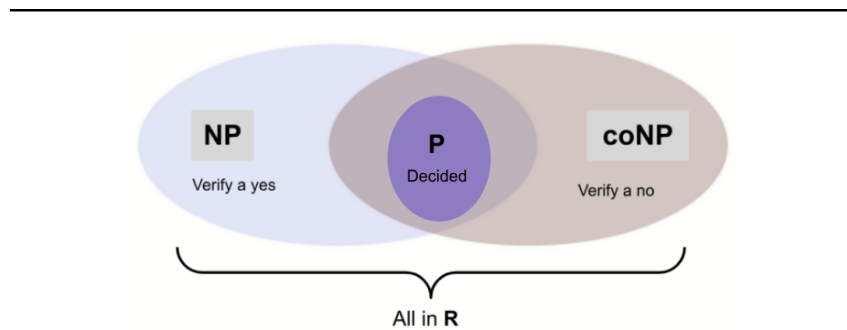 NP
Verify a yes
P
Decided
coNP
Verify a no
All in R